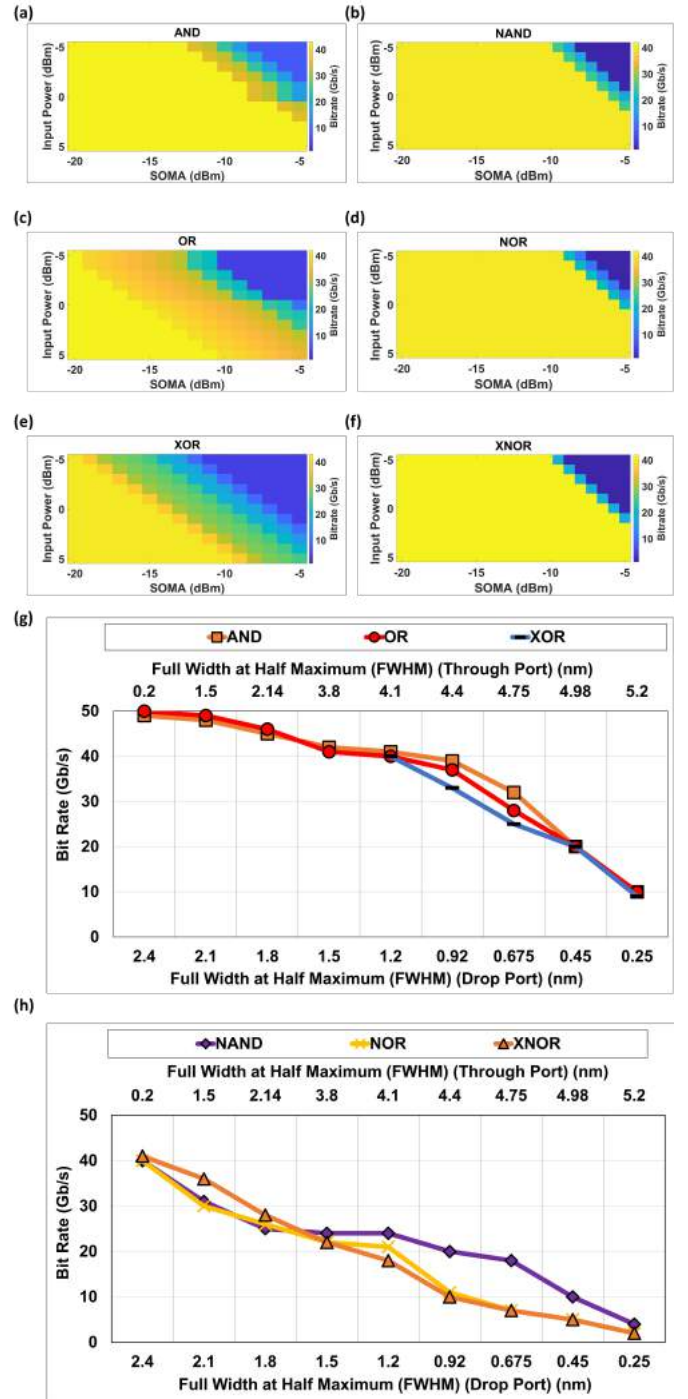 (a)
AND
-5
0
5
Input Power (dBm)
-20 -15 -10 -5
SOMA (dBm)
40
30
20
10
Bitrate (Gb/s)
(b)
NAND
-5
0
5
Input Power (dBm)
-20 -15 -10 -5
SOMA (dBm)
40
30
20
10
Bitrate (Gb/s)
(c)
OR
-5
0
5
Input Power (dBm)
-20 -15 -10 -5
SOMA (dBm)
40
30
20
10
Bitrate (Gb/s)
(d)
NOR
-5
0
5
Input Power (dBm)
-20 -15 -10 -5
SOMA (dBm)
40
30
20
10
Bitrate (Gb/s)
(e)
XOR
-5
0
5
Input Power (dBm)
-20 -15 -10 -5
SOMA (dBm)
40
30
20
10
Bitrate (Gb/s)
(f)
XNOR
-5
0
5
Input Power (dBm)
-20 -15 -10 -5
SOMA (dBm)
40
30
20
10
Bitrate (Gb/s)
(g)
AND OR XOR
Full Width at Half Maximum (FWHM) (Through Port) (nm)
0.2 1.5 2.14 3.8 4.1 4.4 4.75 4.98 5.2
50
40
30
20
10
0
Bit Rate (Gb/s)
2.4 2.1 1.8 1.5 1.2 0.92 0.675 0.45 0.25
Full Width at Half Maximum (FWHM) (Drop Port) (nm)
(h)
NAND NOR XNOR
Full Width at Half Maximum (FWHM) (Through Port) (nm)
0.2 1.5 2.14 3.8 4.1 4.4 4.75 4.98 5.2
50
40
30
20
10
0
Bit Rate (Gb/s)
2.4 2.1 1.8 1.5 1.2 0.92 0.675 0.45 0.25
Full Width at Half Maximum (FWHM) (Drop Port) (nm)